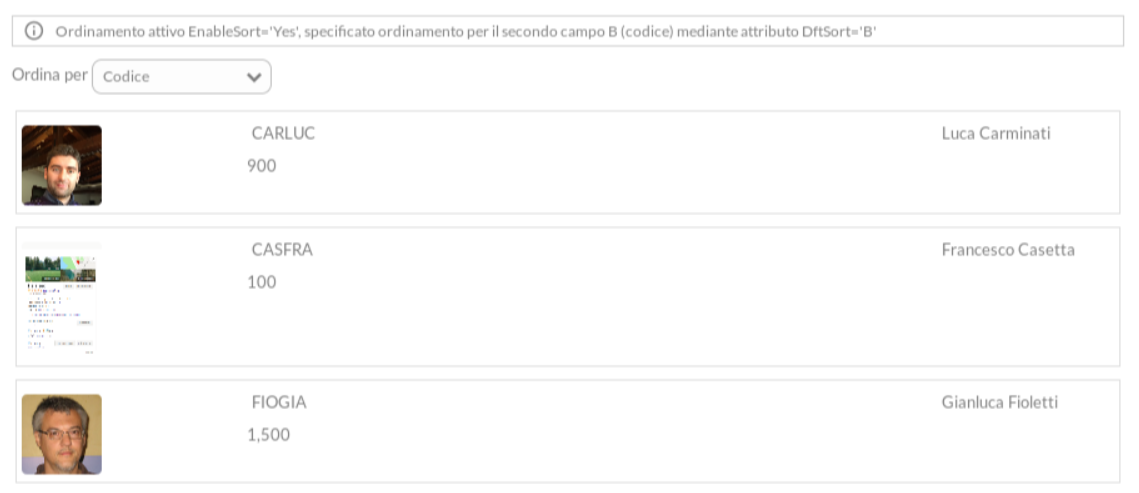 Ordinamento attivo EnableSort='Yes', specificato ordinamento per il secondo campo B (codice) mediante attributo DftSort='B'
Ordina per Codice
CARLUC Luca Carminati
900
CASFRA Francesco Casetta
100
FIOGIA Gianluca Fioletti
1,500